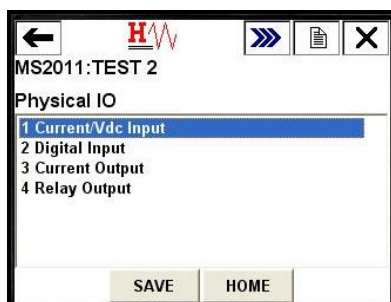 H
MS2011:TEST 2
Physical IO
1 Current/Vdc Input
2 Digital Input
3 Current Output
4 Relay Output
SAVE HOME